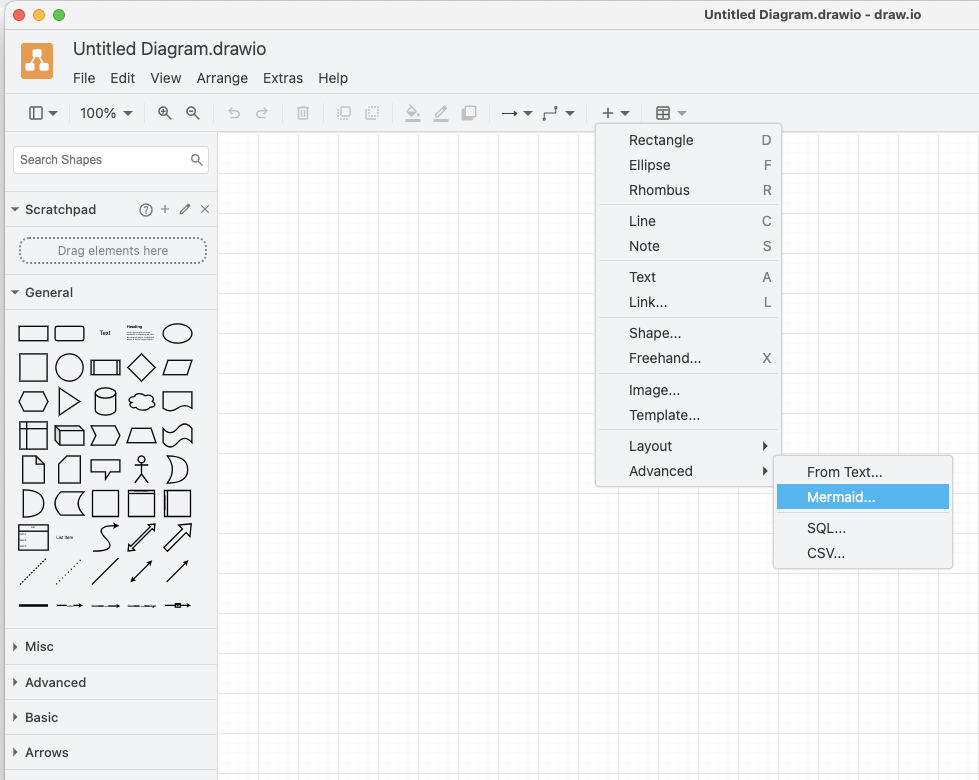 Untitled Diagram.drawio - draw.io
Untitled Diagram.drawio
File Edit View Arrange Extras Help
100%
Search Shapes
Scratchpad
Drag elements here
General
Text
Heading
List Item
Misc
Advanced
Basic
Arrows
Rectangle D
Ellipse F
Rhombus R
Line C
Note S
Text A
Link... L
Shape...
Freehand... X
Image...
Template...
Layout
Advanced
From Text...
Mermaid...
SQL...
CSV...